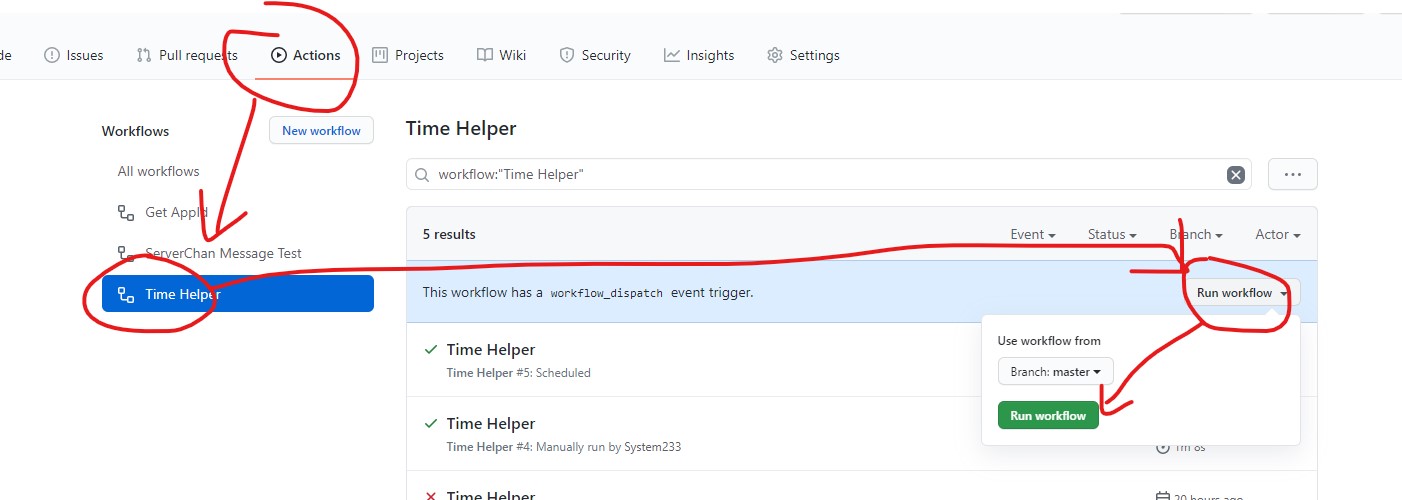 de Issues Pull requests Actions Projects Wiki Security Insights Settings
Workflows New workflow
All workflows
Get AppId
ServerChan Message Test
Time Helper
Time Helper
workflow:"Time Helper"
5 results Event Status Branch Actor
This workflow has a workflow_dispatch event trigger. Run workflow
Use workflow from
Branch: master
Run workflow
Time Helper
Time Helper #5: Scheduled
Time Helper
Time Helper #4: Manually run by System233
1m 8s
Time Helper
20 hours ago